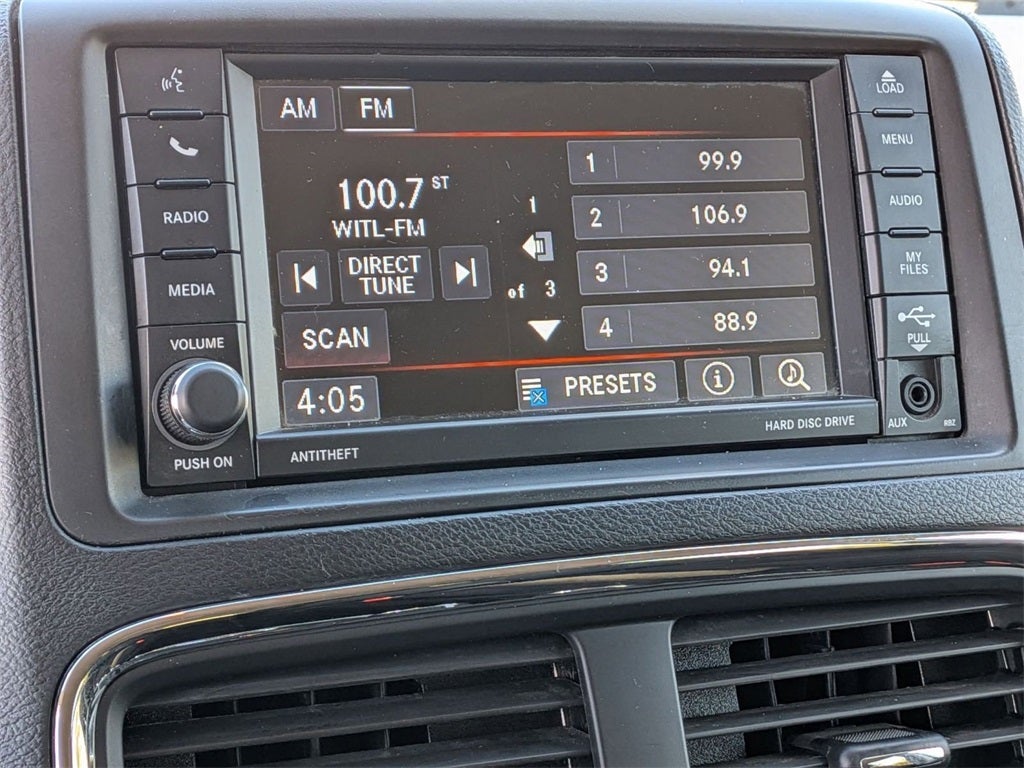 LOAD
AM FM
MENU
1 99.9
100.7 ST
WITL-FM
RADIO
AUDIO
1
2 106.9
DIRECT
TUNE
MY
FILES
MEDIA
of 3
3 94.1
SCAN
4 88.9
VOLUME
PULL
4:05
PRESETS
i
PUSH ON
ANTITHEFT
HARD DISC DRIVE
AUX
RBZ